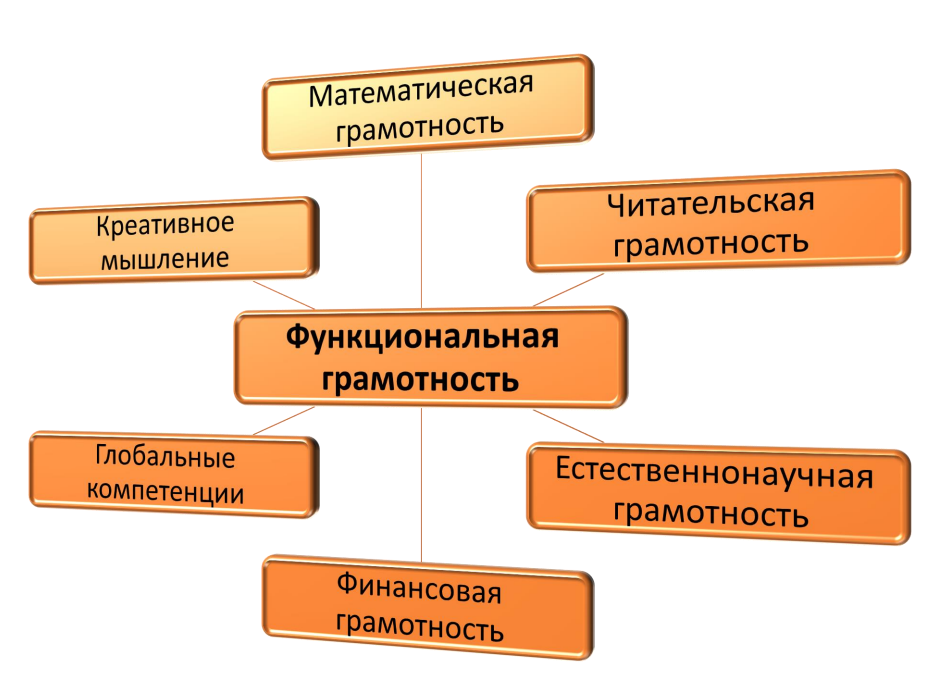 Математическая
грамотность
Читательская
грамотность
Креативное
мышление
Функциональная
грамотность
Глобальные
компетенции
Естественнонаучная
грамотность
Финансовая
грамотность